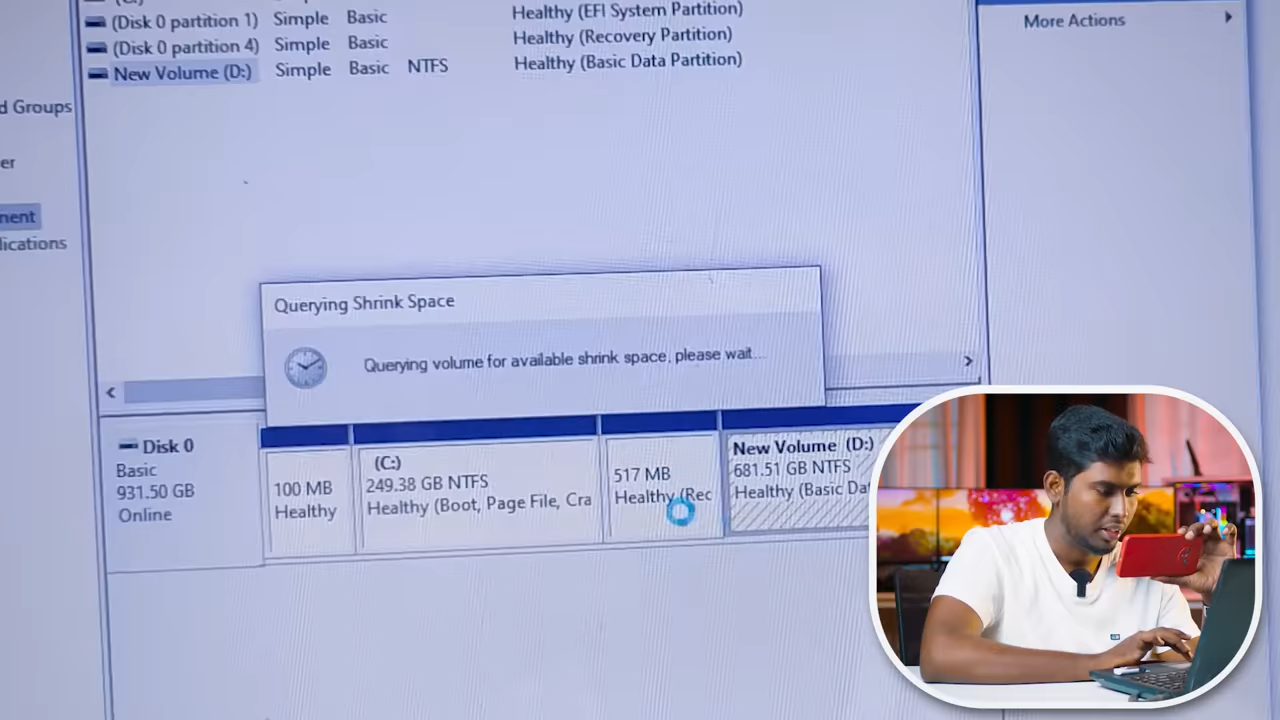 (Disk 0 partition 1) Simple Basic Healthy (EFI System Partition)
(Disk 0 partition 4) Simple Basic Healthy (Recovery Partition)
New Volume (D:) Simple Basic NTFS Healthy (Basic Data Partition)
More Actions
d Groups
er
nent
lications
Querying Shrink Space
Querying volume for available shrink space, please wait...
Disk 0
Basic
931.50 GB
Online
100 MB
Healthy
(C:)
249.38 GB NTFS
Healthy (Boot, Page File, Cra
517 MB
Healthy (Rec
New Volume (D:)
681.51 GB NTFS
Healthy (Basic Da